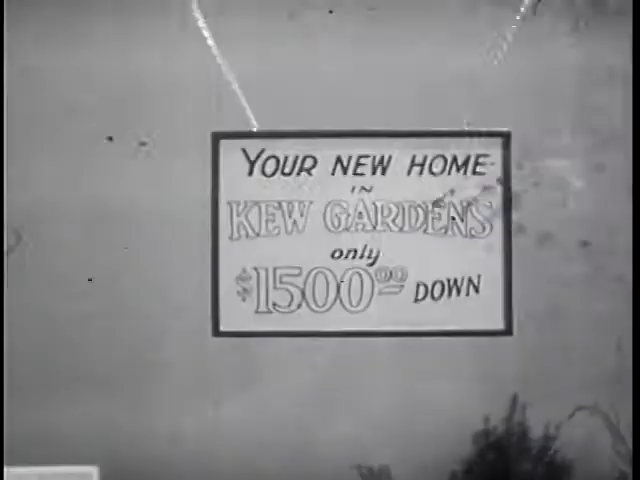 YOUR NEW HOME
IN
KEW GARDENS
only
$1500.00 DOWN